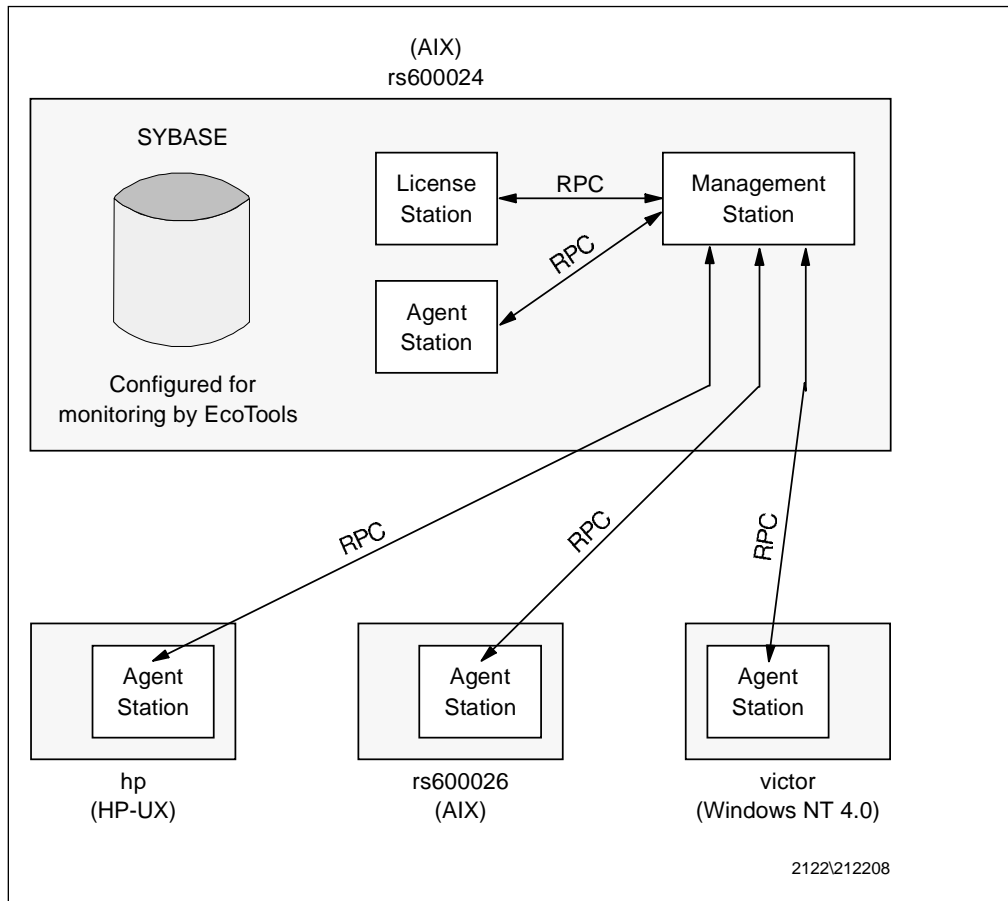 (AIX)
rs600024
SYBASE
License
Station
RPC
Management
Station
RPC
Agent
Station
Configured for
monitoring by EcoTools
RPC
RPC
RPC
Agent
Station
Agent
Station
Agent
Station
hp
(HP-UX)
rs600026
(AIX)
victor
(Windows NT 4.0)
2122\212208